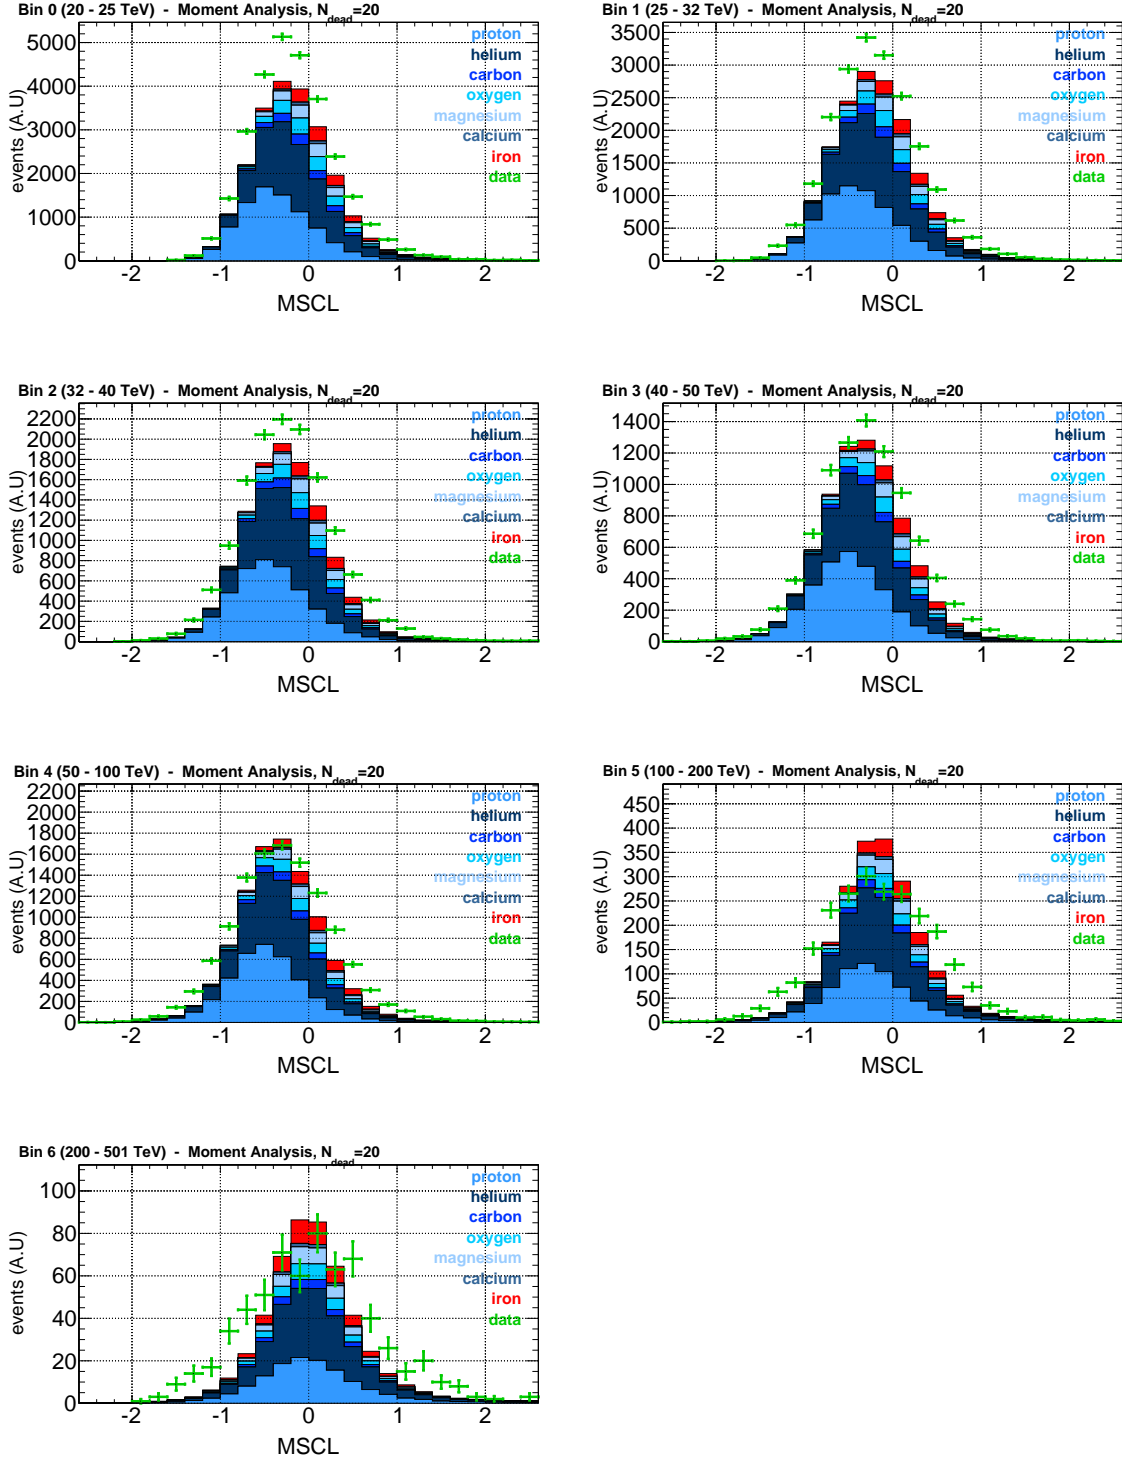 Bin 0 (20 - 25 TeV) - Moment Analysis, N_dead=20
events (A.U)
5000
4000
3000
2000
1000
0
proton
helium
carbon
oxygen
magnesium
calcium
iron
data
-2 -1 0 1 2
MSCL
Bin 1 (25 - 32 TeV) - Moment Analysis, N_dead=20
events (A.U)
3500
3000
2500
2000
1500
1000
500
0
proton
helium
carbon
oxygen
magnesium
calcium
iron
data
-2 -1 0 1 2
MSCL
Bin 2 (32 - 40 TeV) - Moment Analysis, N_dead=20
events (A.U)
2200
2000
1800
1600
1400
1200
1000
800
600
400
200
0
proton
helium
carbon
oxygen
magnesium
calcium
iron
data
-2 -1 0 1 2
MSCL
Bin 3 (40 - 50 TeV) - Moment Analysis, N_dead=20
events (A.U)
1400
1200
1000
800
600
400
200
0
proton
helium
carbon
oxygen
magnesium
calcium
iron
data
-2 -1 0 1 2
MSCL
Bin 4 (50 - 100 TeV) - Moment Analysis, N_dead=20
events (A.U)
2200
2000
1800
1600
1400
1200
1000
800
600
400
200
0
proton
helium
carbon
oxygen
magnesium
calcium
iron
data
-2 -1 0 1 2
MSCL
Bin 5 (100 - 200 TeV) - Moment Analysis, N_dead=20
events (A.U)
450
400
350
300
250
200
150
100
50
0
proton
helium
carbon
oxygen
magnesium
calcium
iron
data
-2 -1 0 1 2
MSCL
Bin 6 (200 - 501 TeV) - Moment Analysis, N_dead=20
events (A.U)
100
80
60
40
20
0
proton
helium
carbon
oxygen
magnesium
calcium
iron
data
-2 -1 0 1 2
MSCL